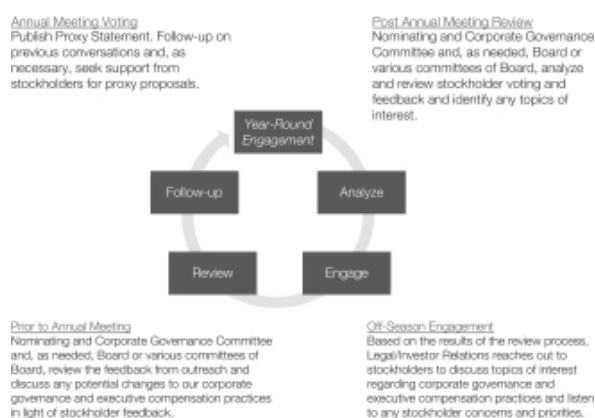 Annual Meeting Voting
Publish Proxy Statement. Follow-up on
previous conversations and, as
necessary, seek support from
stockholders for proxy proposals.
Post Annual Meeting Review
Nominating and Corporate Governance
Committee and, as needed, Board or
various committees of Board, analyze
and review stockholder voting and
feedback and identify any topics of
interest.
Year-Round
Engagement
Follow-up
Analyze
Review
Engage
Prior to Annual Meeting
Nominating and Corporate Governance Committee
and, as needed, Board or various committees of
Board, review the feedback from outreach and
discuss any potential changes to our corporate
governance and executive compensation practices
in light of stockholder feedback.
Off-Season Engagement
Based on the results of the review process,
Legal/Investor Relations reaches out to
stockholders to discuss topics of interest
regarding corporate governance and
executive compensation practices and listen
to any stockholder concerns and priorities.